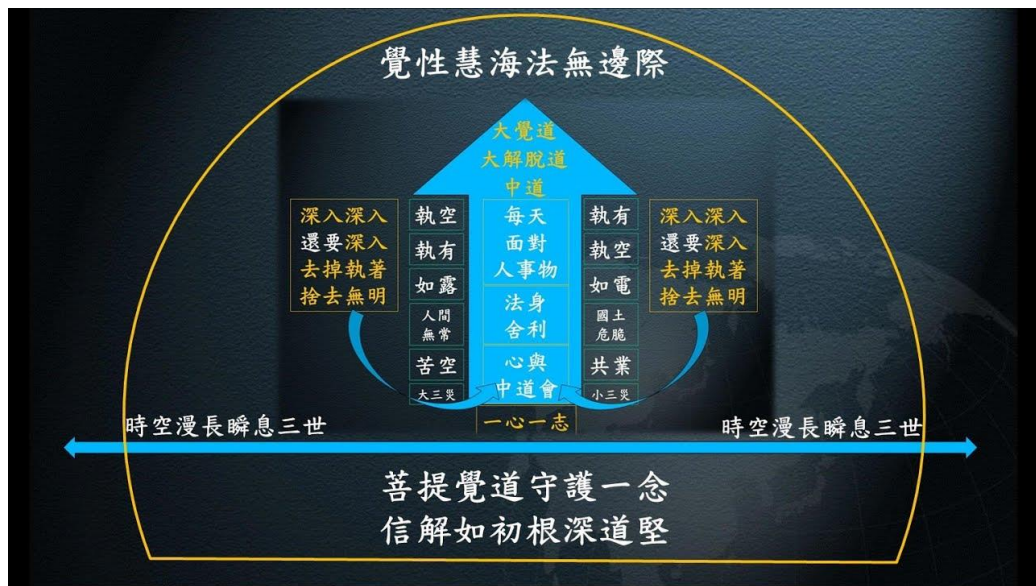 覺性慧海法無邊際
大覺道
大解脫道
中道
深入深入
還要深入
去掉執著
捨去無明
執空
執有
如露
人間
無常
苦空
大三災
每天
面對
人事物
法身
舍利
心與
中道會
一心一志
執有
執空
如電
國土
危脆
共業
小三災
深入深入
還要深入
去掉執著
捨去無明
時空漫長瞬息三世
時空漫長瞬息三世
菩提覺道守護一念
信解如初根深道堅